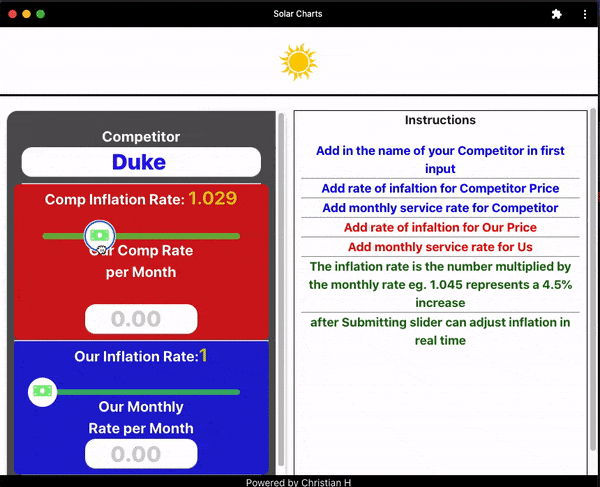 Solar Charts
Competitor
Duke
Comp Inflation Rate: 1.029
Our Comp Rate
per Month
0.00
Our Inflation Rate:1
Our Monthly
Rate per Month
0.00
Instructions
Add in the name of your Competitor in first
input
Add rate of infaltion for Competitor Price
Add monthly service rate for Competitor
Add rate of infaltion for Our Price
Add monthly service rate for Us
The inflation rate is the number multiplied by
the monthly rate eg. 1.045 represents a 4.5%
increase
after Submitting slider can adjust inflation in
real time
Powered by Christian H